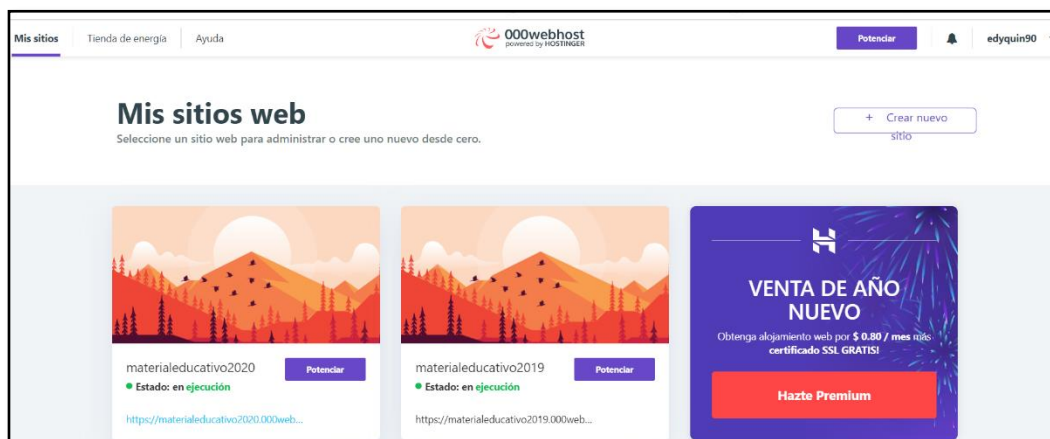 Mis sitios
Tienda de energía
Ayuda
000webhost
powered by HOSTINGER
Potenciar
edyquin90
Mis sitios web
Seleccione un sitio web para administrar o cree uno nuevo desde cero.
+ Crear nuevo
sitio
materialeducativo2020
Potenciar
Estado: en ejecución
https://materialeducativo2020.000web...
materialeducativo2019
Potenciar
Estado: en ejecución
https://materialeducativo2019.000web...
VENTA DE AÑO
NUEVO
Obtenga alojamiento web por $ 0.80 / mes más
certificado SSL GRATIS!
Hazte Premium